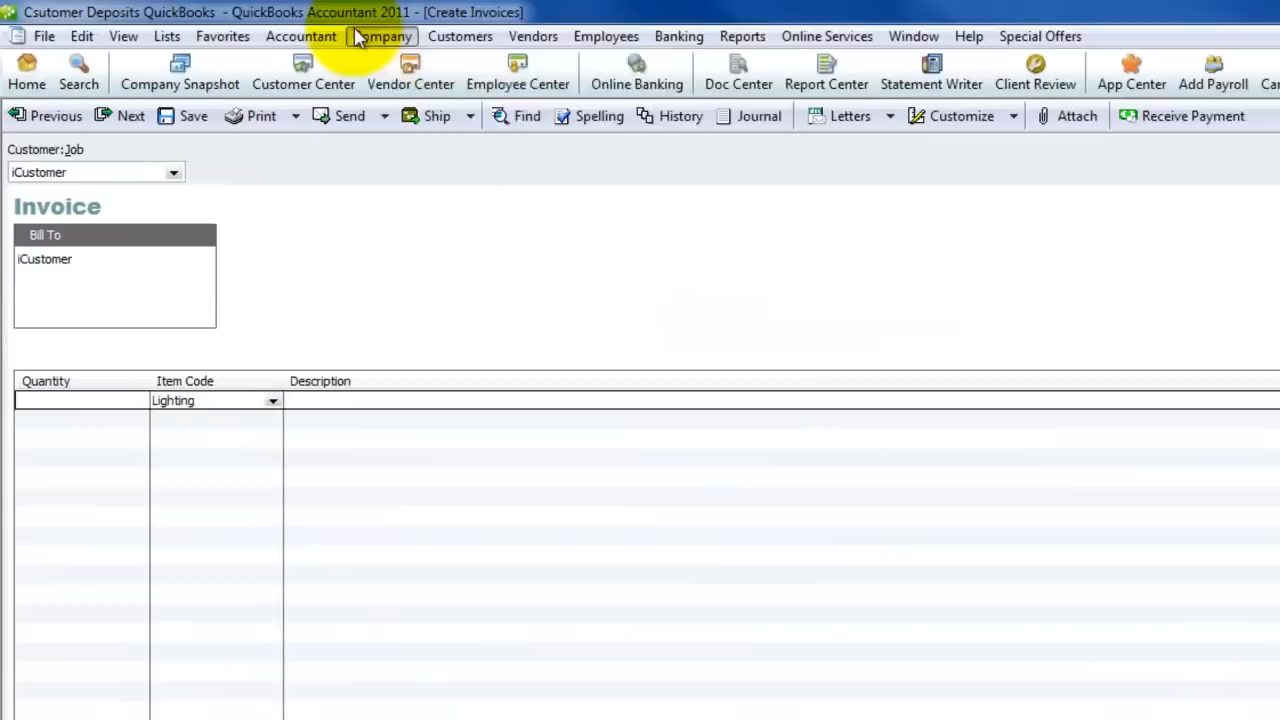 Csutomer Deposits QuickBooks - QuickBooks Accountant 2011 - [Create Invoices]
File Edit View Lists Favorites Accountant Company Customers Vendors Employees Banking Reports Online Services Window Help Special Offers
Home Search Company Snapshot Customer Center Vendor Center Employee Center Online Banking Doc Center Report Center Statement Writer Client Review App Center Add Payroll
Previous Next Save Print Send Ship Find Spelling History Journal Letters Customize Attach Receive Payment
Customer:Job
iCustomer
Invoice
Bill To
iCustomer
Quantity Item Code Description
Lighting